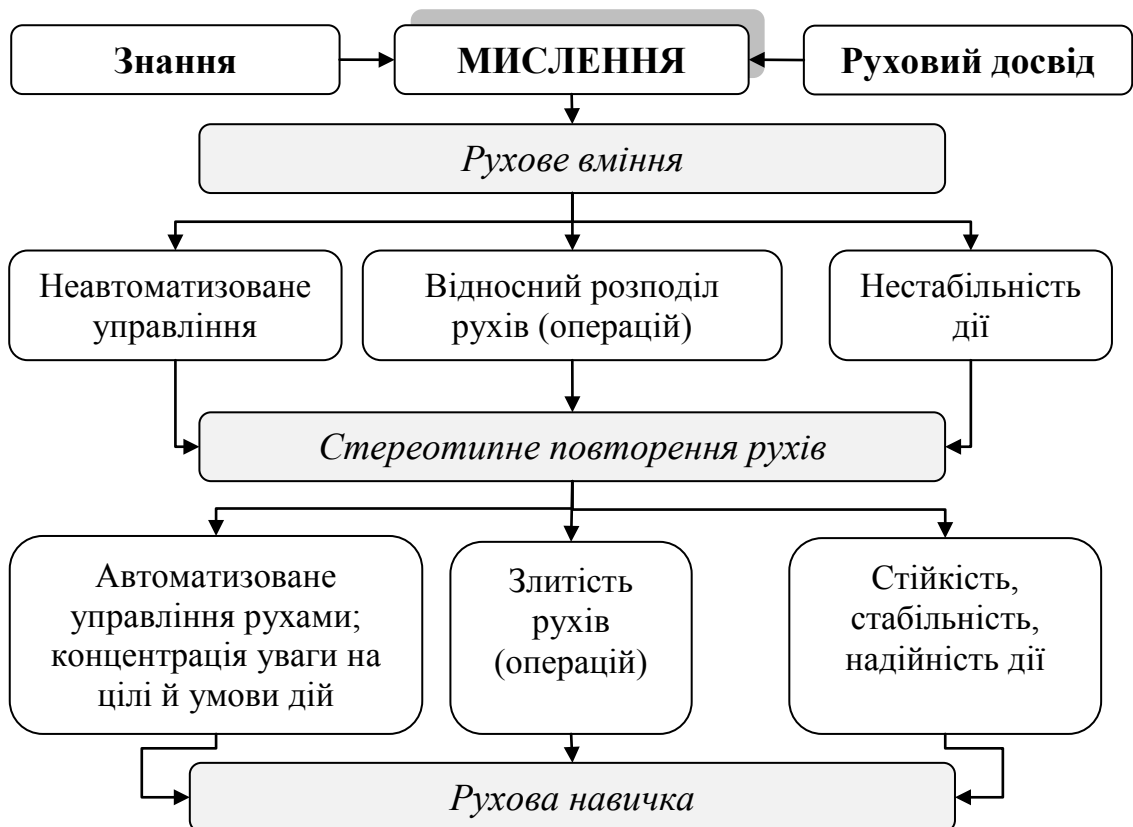 Знання
МИСЛЕННЯ
Руховий досвід
Рухове вміння
Неавтоматизоване
управління
Відносний розподіл
рухів (операцій)
Нестабільність
дії
Стереотипне повторення рухів
Автоматизоване
управління рухами;
концентрація уваги на
цілі й умови дій
Злитість
рухів
(операцій)
Стійкість,
стабільність,
надійність дії
Рухова навичка